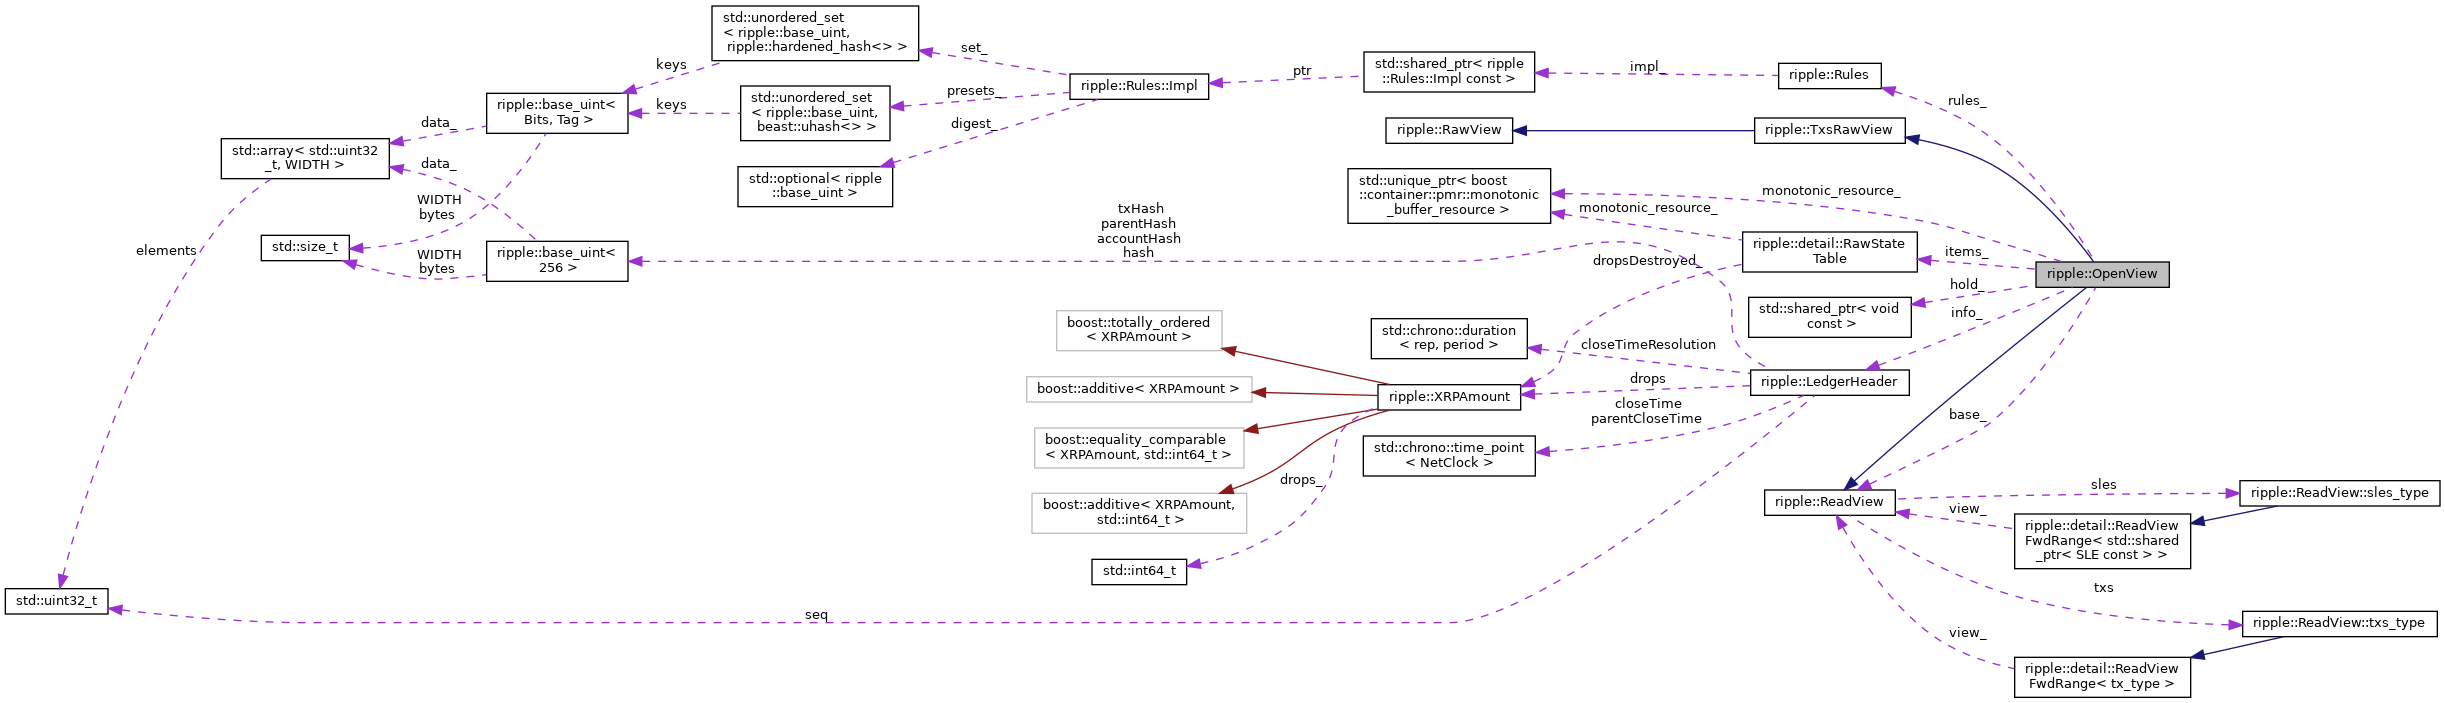 std::unordered_set
< ripple::base_uint,
ripple::hardened_hash<> >
set_
keys
std::shared_ptr< ripple
::Rules::Impl const >
impl_
ripple::Rules
ptr
ripple::Rules::Impl
presets_
std::unordered_set
< ripple::base_uint,
beast::uhash<> >
keys
ripple::base_uint<
Bits, Tag >
rules_
data_
digest_
ripple::RawView
ripple::TxsRawView
std::array< std::uint32
_t, WIDTH >
data_
std::optional< ripple
::base_uint >
std::unique_ptr< boost
::container::pmr::monotonic
_buffer_resource >
monotonic_resource_
monotonic_resource_
WIDTH
bytes
txHash
parentHash
accountHash
hash
elements
std::size_t
WIDTH
bytes
ripple::base_uint<
256 >
dropsDestroyed_
ripple::detail::RawState
Table
items_
ripple::OpenView
hold_
std::shared_ptr< void
const >
info_
boost::totally_ordered
< XRPAmount >
std::chrono::duration
< rep, period >
closeTimeResolution
boost::additive< XRPAmount >
ripple::XRPAmount
drops
ripple::LedgerHeader
closeTime
parentCloseTime
base_
boost::equality_comparable
< XRPAmount, std::int64_t >
std::chrono::time_point
< NetClock >
drops_
boost::additive< XRPAmount,
std::int64_t >
ripple::ReadView
sles
ripple::ReadView::sles_type
view_
ripple::detail::ReadView
FwdRange< std::shared
_ptr< SLE const > >
std::int64_t
txs
std::uint32_t
seq
ripple::ReadView::txs_type
view_
ripple::detail::ReadView
FwdRange< tx_type >